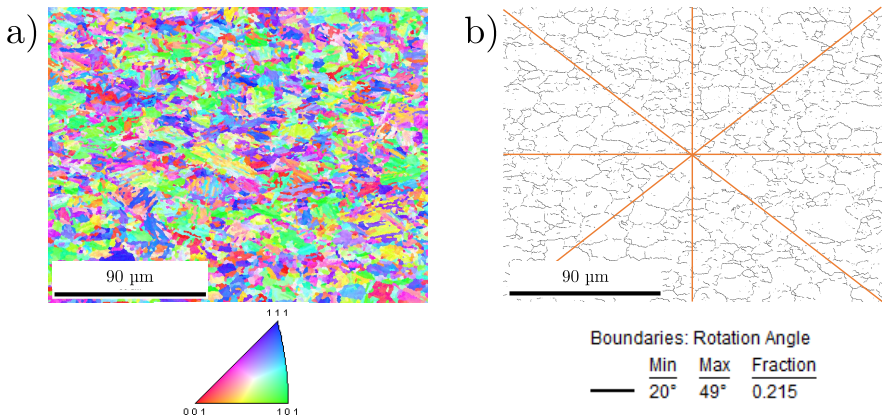 a)
b)
90 µm
90 µm
1 1 1
0 0 1
1 0 1
Boundaries: Rotation Angle
Min Max Fraction
20° 49° 0.215